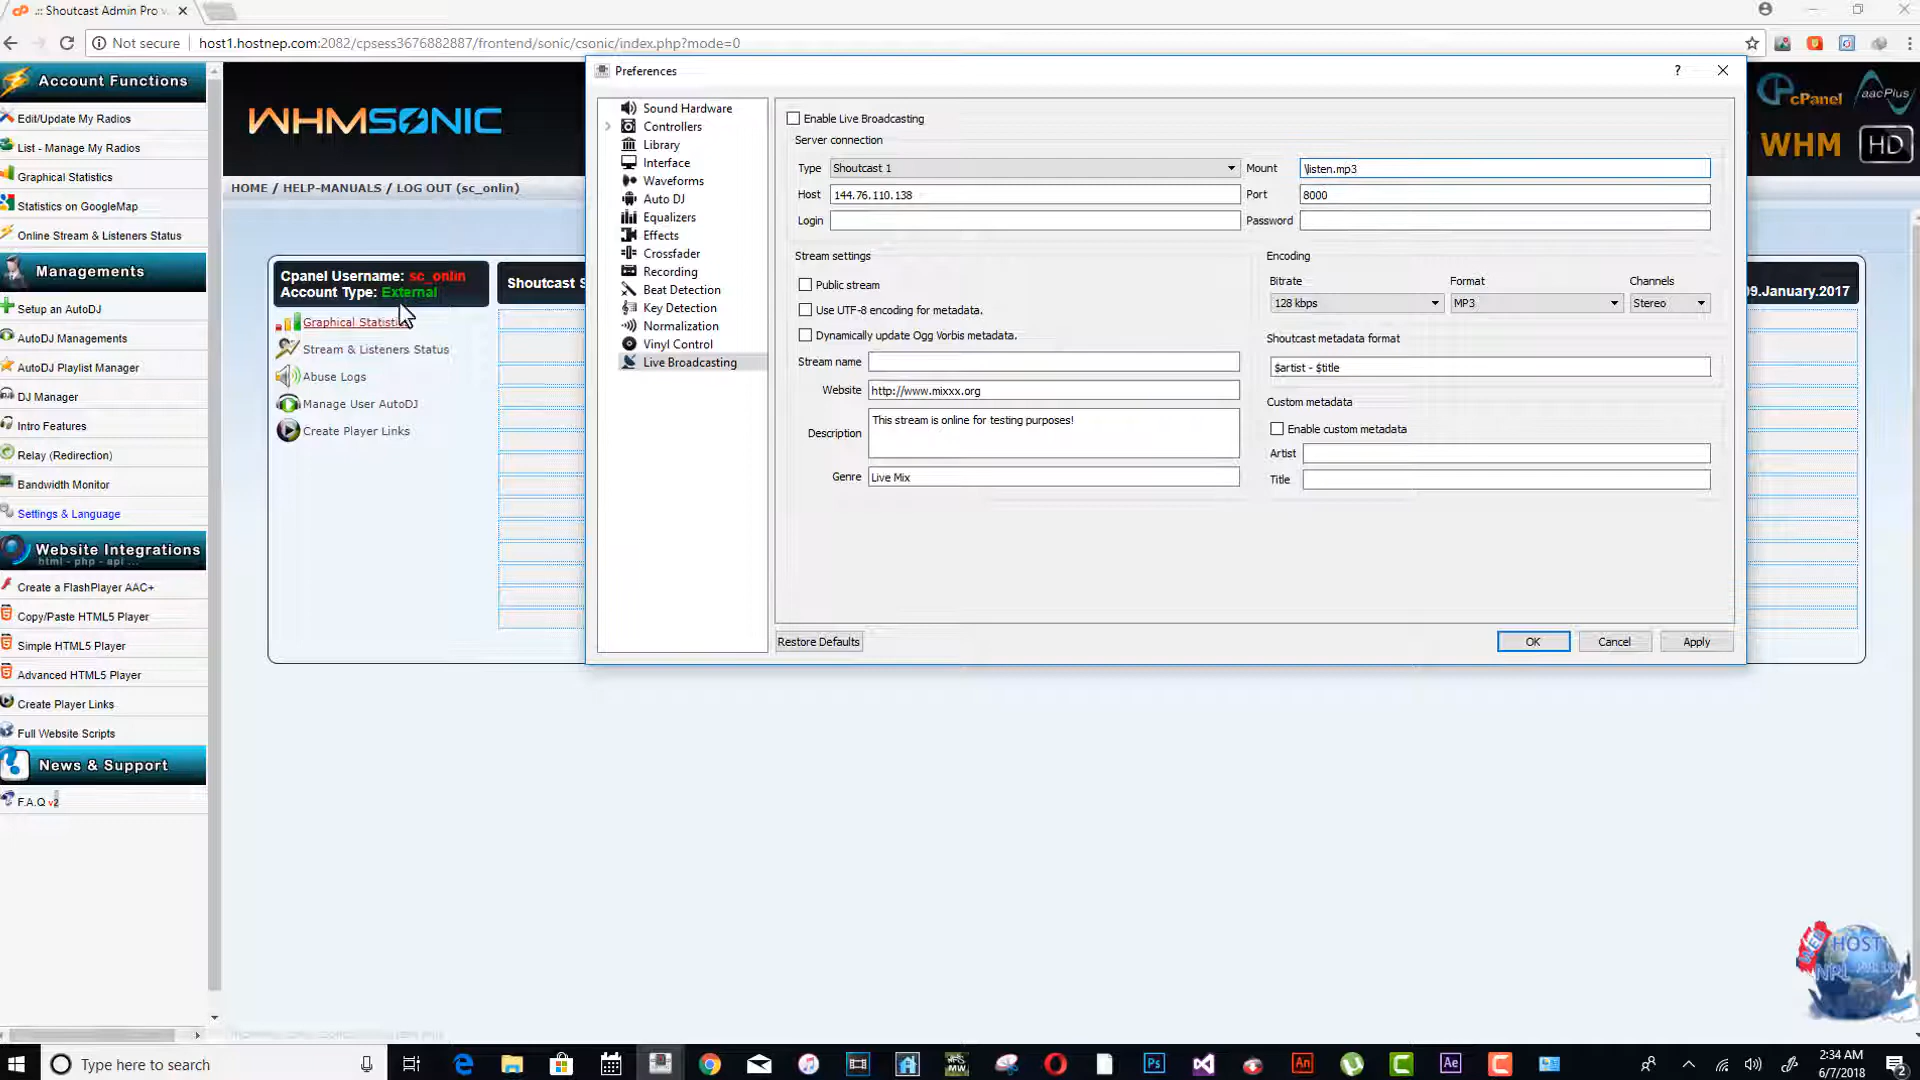 .:: Shoutcast Admin Pro v
Not secure
host1.hostnep.com:2082/cpsess3676882887/frontend/sonic/csonic/index.php?mode=0
Account Functions
Edit/Update My Radios
List - Manage My Radios
Graphical Statistics
Statistics on GoogleMap
Online Stream & Listeners Status
Managements
Setup an AutoDJ
AutoDJ Managements
AutoDJ Playlist Manager
DJ Manager
Intro Features
Relay (Redirection)
Bandwidth Monitor
Settings & Language
Website Integrations
html - php - api ...
Create a FlashPlayer AAC+
Copy/Paste HTML5 Player
Simple HTML5 Player
Advanced HTML5 Player
Create Player Links
Full Website Scripts
News & Support
F.A.Q v2
WHMSONIC
HOME / HELP-MANUALS / LOG OUT (sc_onlin)
Cpanel Username: sc_onlin
Account Type: External
Graphical Statisti
Stream & Listeners Status
Abuse Logs
Manage User AutoDJ
Create Player Links
Shoutcast S
Preferences
?
Sound Hardware
Controllers
Library
Interface
Waveforms
Auto DJ
Equalizers
Effects
Crossfader
Recording
Beat Detection
Key Detection
Normalization
Vinyl Control
Live Broadcasting
Enable Live Broadcasting
Server connection
Type Shoutcast 1 Mount \listen.mp3
Host 144.76.110.138 Port 8000
Login Password
Stream settings
Public stream
Use UTF-8 encoding for metadata.
Dynamically update Ogg Vorbis metadata.
Stream name
Website http://www.mixxx.org
Description This stream is online for testing purposes!
Genre Live Mix
Encoding
Bitrate Format Channels
128 kbps MP3 Stereo
Shoutcast metadata format
$artist - $title
Custom metadata
Enable custom metadata
Artist
Title
Restore Defaults OK Cancel Apply
cPanel aacPlus
WHM HD
09.January.2017
HOST
NPL
Type here to search
MW
Ps
An
C
Ae
C
2:34 AM
6/7/2018
2